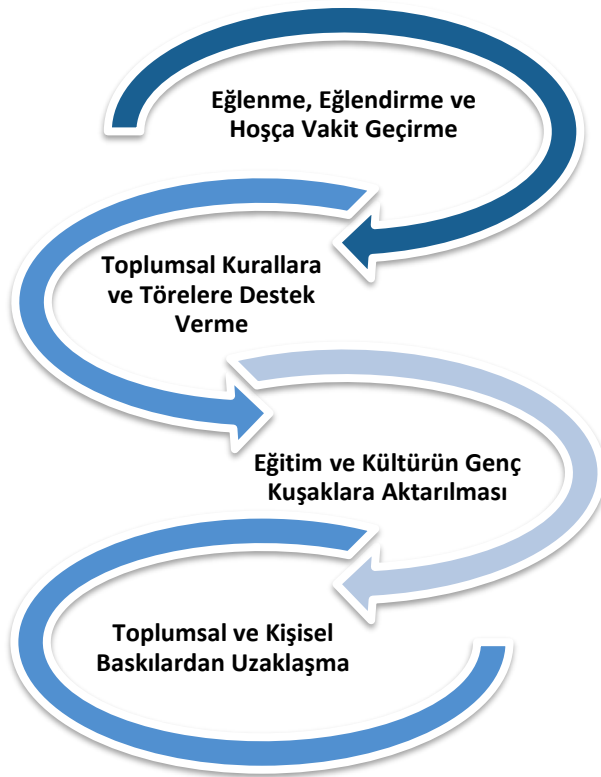 Eğlenme, Eğlendirme ve
Hoşça Vakit Geçirme
Toplumsal Kurallara
ve Törelere Destek
Verme
Eğitim ve Kültürün Genç
Kuşaklara Aktarılması
Toplumsal ve Kişisel
Baskılardan Uzaklaşma